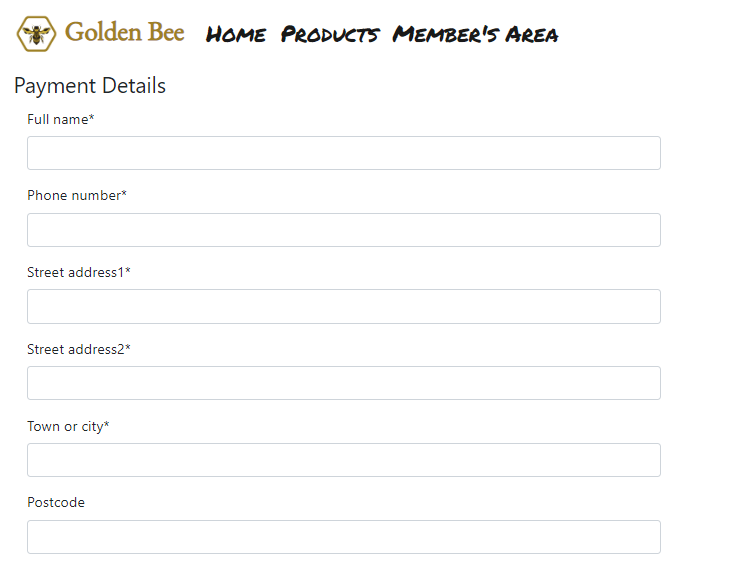 Golden Bee Home Products Member's Area
Payment Details
Full name*
Phone number*
Street address1*
Street address2*
Town or city*
Postcode